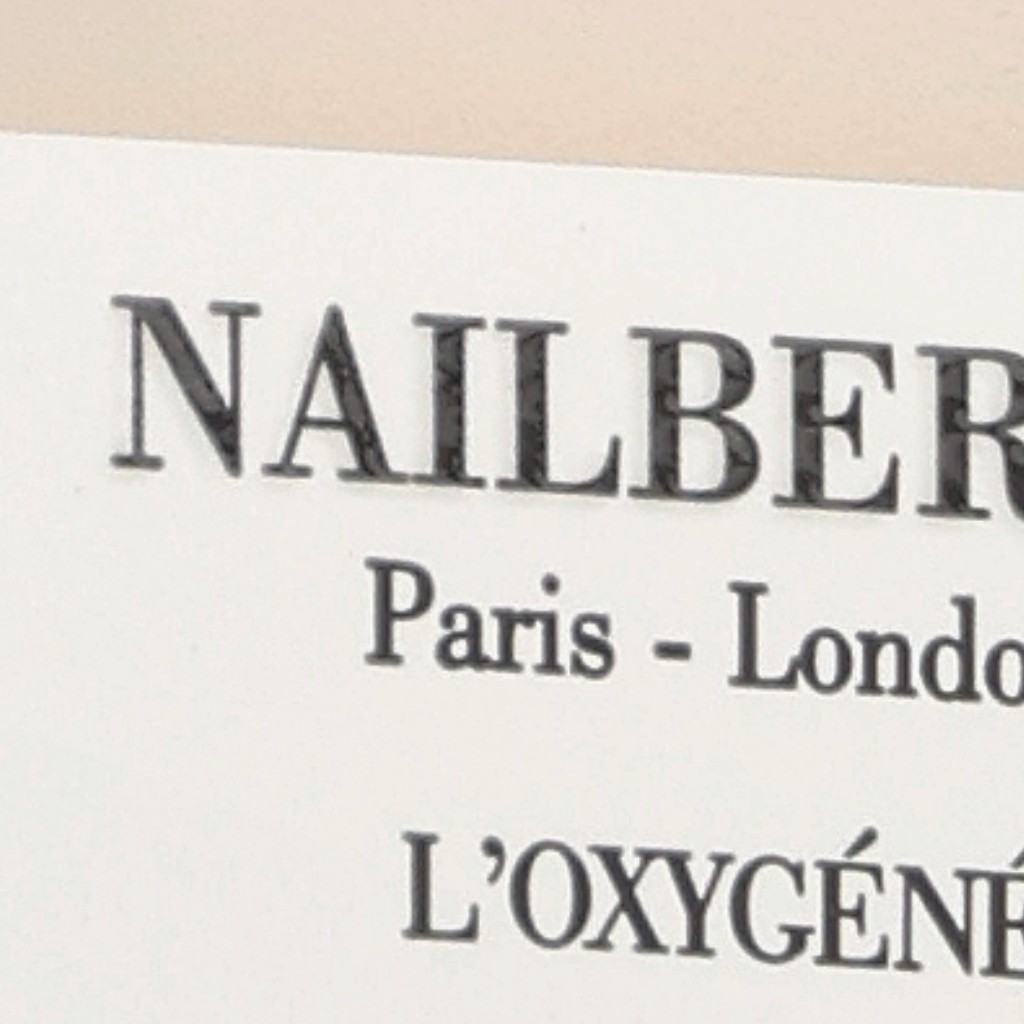 NAILBER
Paris - Londo
L'OXYGÉNÉ